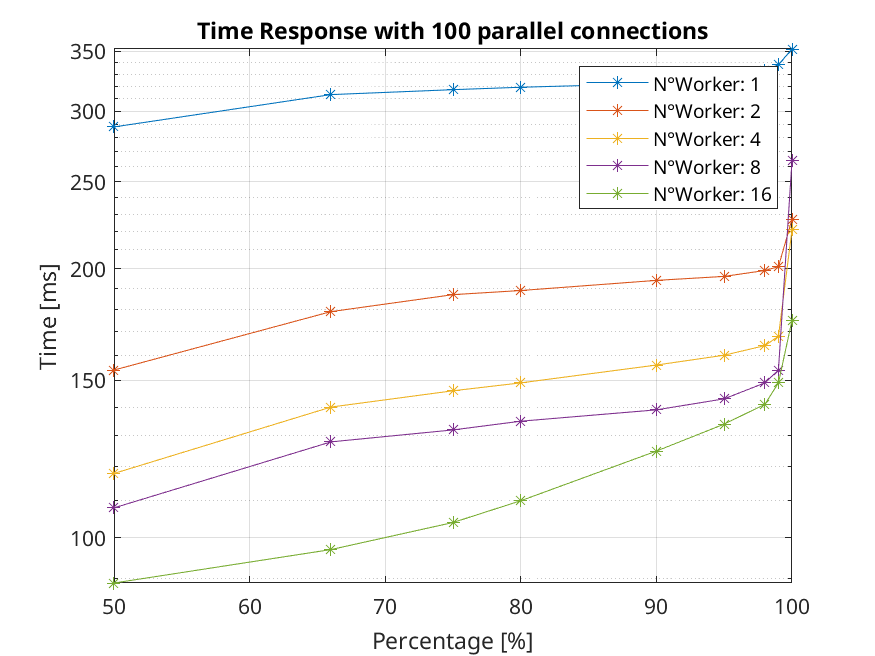 Time Response with 100 parallel connections
350
300
250
200
150
100
Time [ms]
N°Worker: 1
N°Worker: 2
N°Worker: 4
N°Worker: 8
N°Worker: 16
50 60 70 80 90 100
Percentage [%]